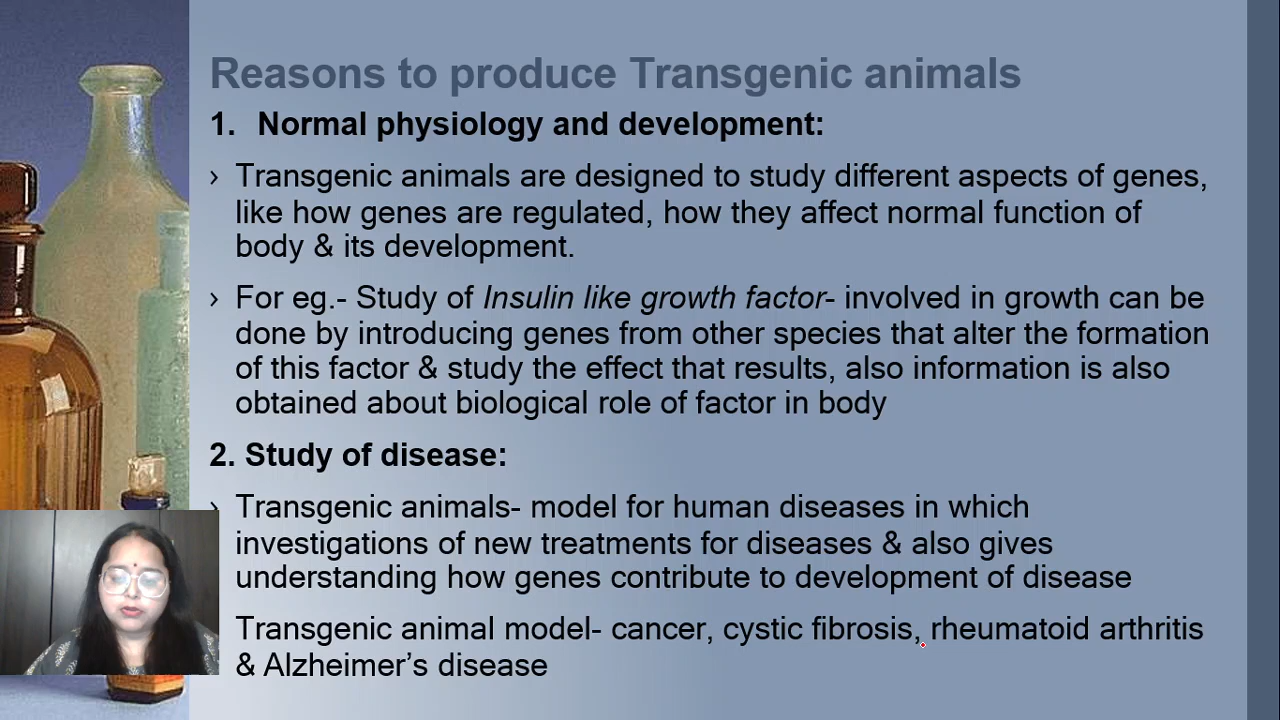 Reasons to produce Transgenic animals
1. Normal physiology and development:
› Transgenic animals are designed to study different aspects of genes,
like how genes are regulated, how they affect normal function of
body & its development.
› For eg.- Study of Insulin like growth factor- involved in growth can be
done by introducing genes from other species that alter the formation
of this factor & study the effect that results, also information is also
obtained about biological role of factor in body
2. Study of disease:
› Transgenic animals- model for human diseases in which
investigations of new treatments for diseases & also gives
understanding how genes contribute to development of disease
Transgenic animal model- cancer, cystic fibrosis, rheumatoid arthritis
& Alzheimer’s disease